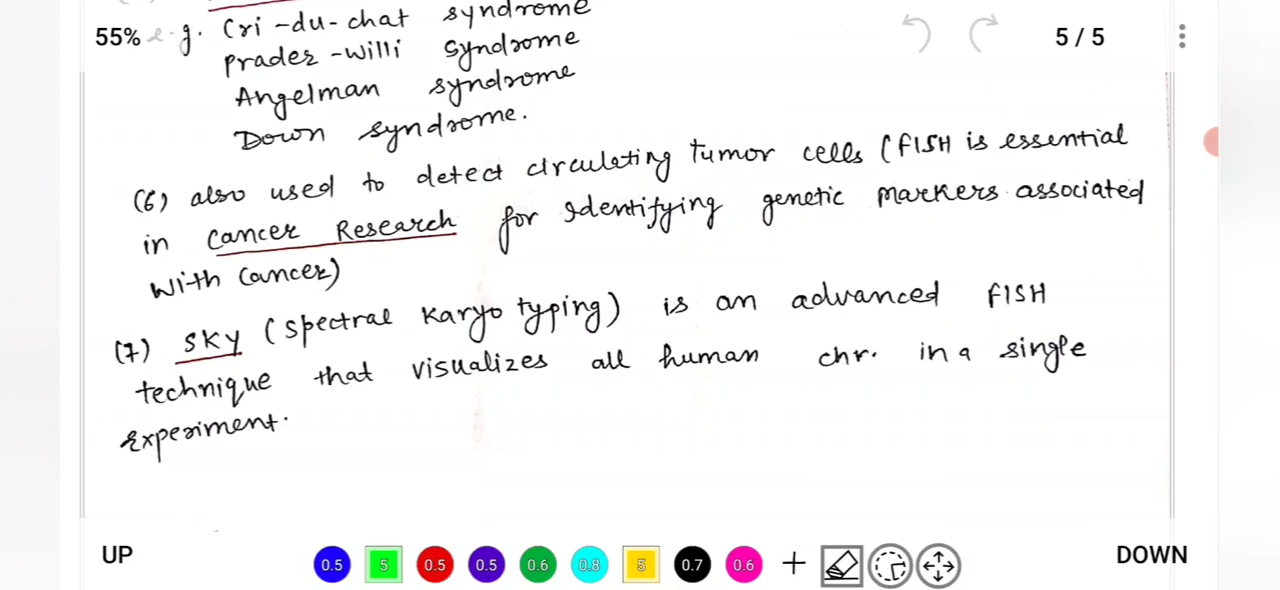 55%
5 / 5
e.g. Cri-du-chat syndrome
Prader-Willi syndrome
Angelman syndrome
Down syndrome.
(6) also used to detect circulating tumor cells (FISH is essential
in Cancer Research for identifying genetic markers associated
with Cancer)
(7) SKY (Spectral Karyotyping) is an advanced FISH
technique that visualizes all human chr. in a single
Experiment.
UP
0.5 5 0.5 0.5 0.6 0.8 5 0.7 0.6 +
DOWN